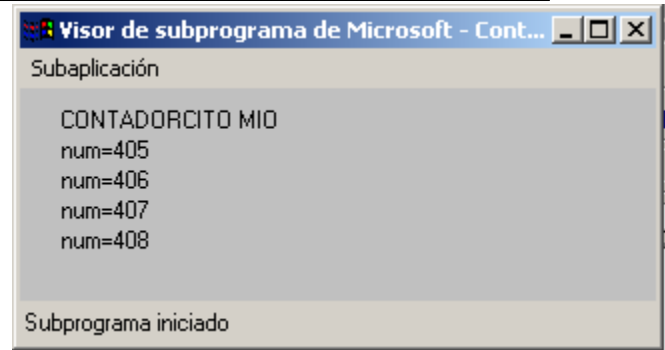 Visor de subprograma de Microsoft - Cont...
Subaplicación
CONTADORCITO MIO
num=405
num=406
num=407
num=408
Subprograma iniciado